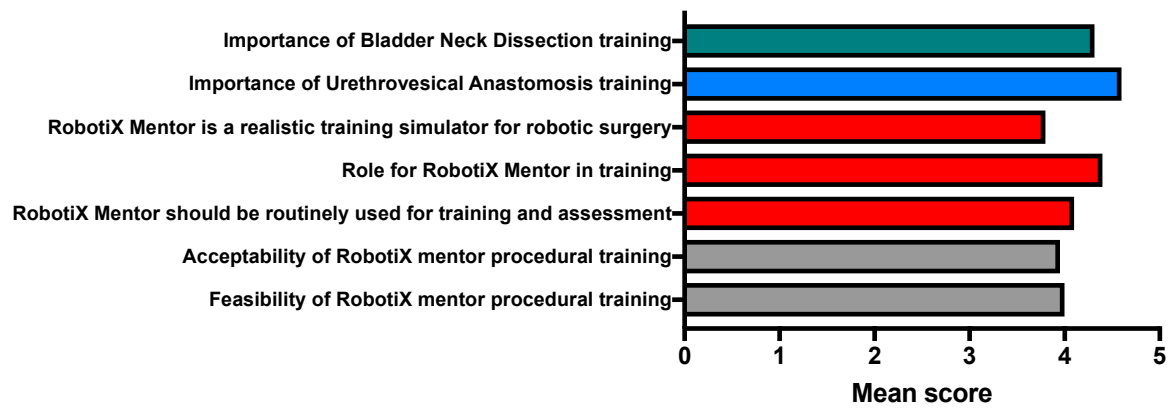 Importance of Bladder Neck Dissection training
Importance of Urethrovesical Anastomosis training
RobotiX Mentor is a realistic training simulator for robotic surgery
Role for RobotiX Mentor in training
RobotiX Mentor should be routinely used for training and assessment
Acceptability of RobotiX mentor procedural training
Feasibility of RobotiX mentor procedural training
0 1 2 3 4 5
Mean score